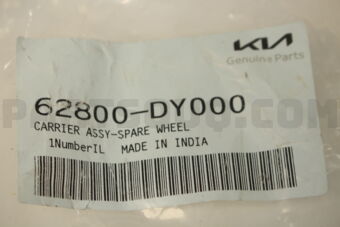 KIA
Genuine Parts
62800-DY000
CARRIER ASSY-SPARE WHEEL
1NumberIL MADE IN INDIA